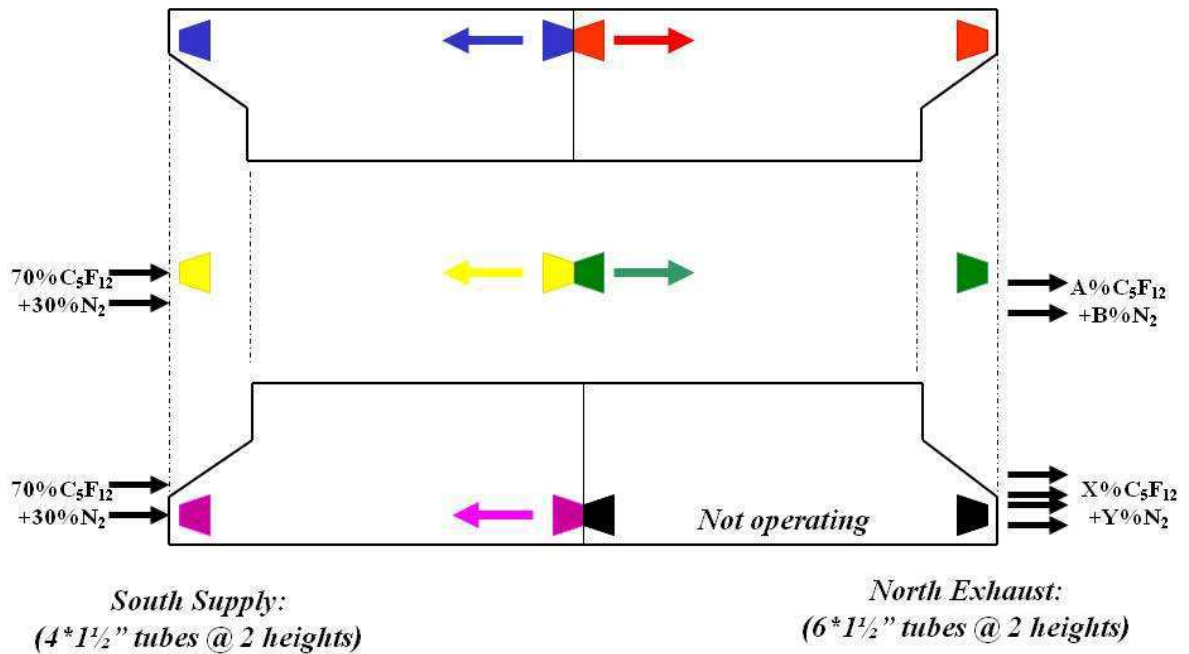 70%C₅F₁₂
+30%N₂
A%C₅F₁₂
+B%N₂
70%C₅F₁₂
+30%N₂
Not operating
X%C₅F₁₂
+Y%N₂
South Supply:
(4*1½” tubes @ 2 heights)
North Exhaust:
(6*1½” tubes @ 2 heights)